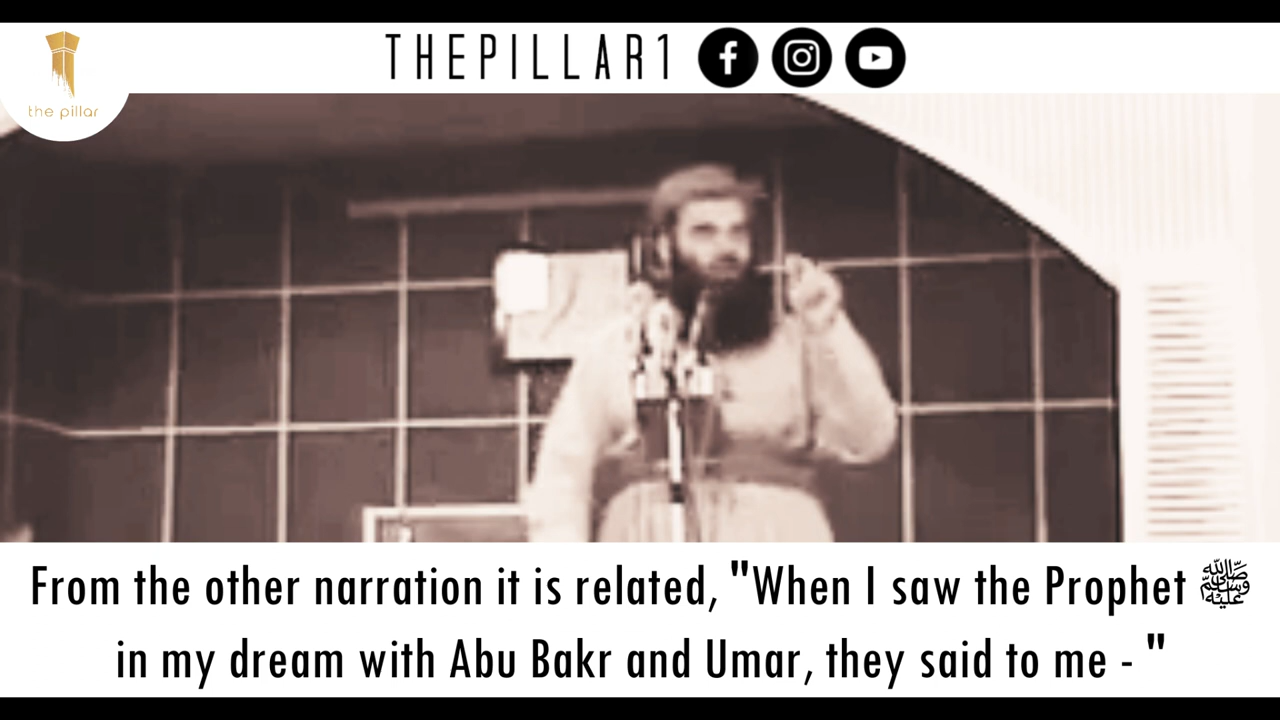 the pillar
THEPILLAR1
From the other narration it is related, "When I saw the Prophet ﷺ
in my dream with Abu Bakr and Umar, they said to me - "